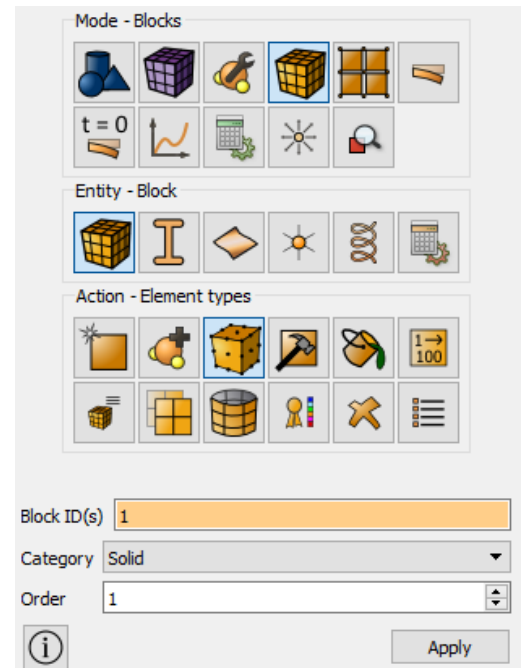 Mode - Blocks
t = 0
Entity - Block
Action - Element types
1→
100
Block ID(s) 1
Category Solid
Order 1
i Apply